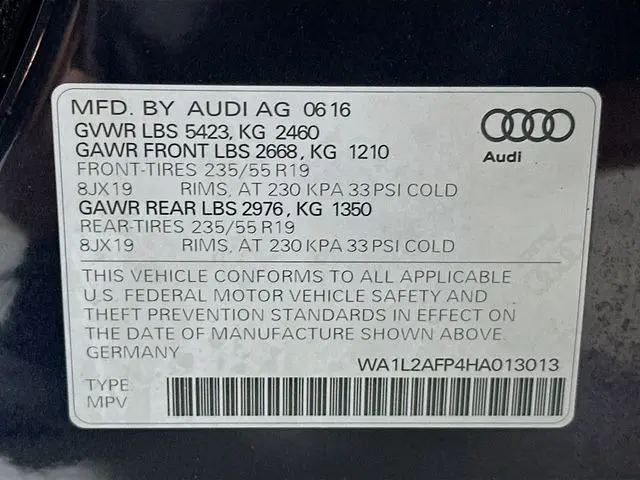 MFD. BY AUDI AG 06 16
GVWR LBS 5423, KG 2460
GAWR FRONT LBS 2668, KG 1210
FRONT-TIRES 235/55 R19
8JX19 RIMS, AT 230 KPA 33 PSI COLD
GAWR REAR LBS 2976, KG 1350
REAR-TIRES 235/55 R19
8JX19 RIMS, AT 230 KPA 33 PSI COLD
Audi
THIS VEHICLE CONFORMS TO ALL APPLICABLE
U.S. FEDERAL MOTOR VEHICLE SAFETY AND
THEFT PREVENTION STANDARDS IN EFFECT ON
THE DATE OF MANUFACTURE SHOWN ABOVE.
GERMANY
WA1L2AFP4HA013013
TYPE:
MPV